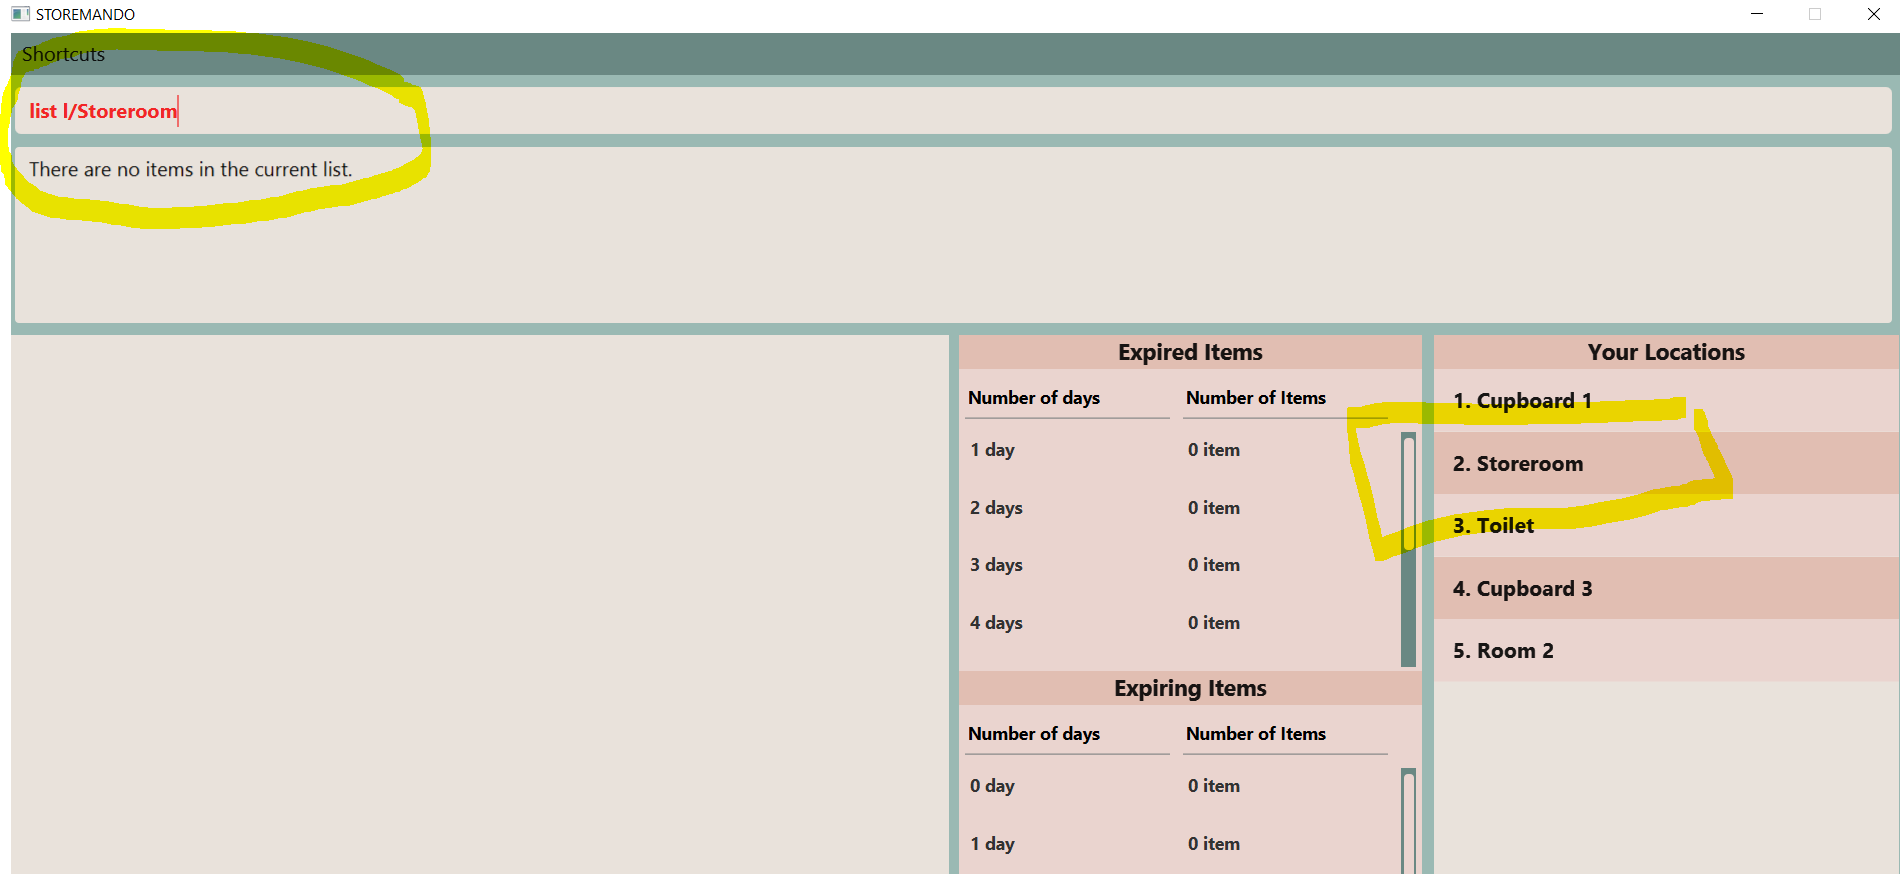 STOREMANDO
Shortcuts
list l/Storeroom
There are no items in the current list.
Expired Items
Number of days Number of Items
1 day 0 item
2 days 0 item
3 days 0 item
4 days 0 item
Expiring Items
Number of days Number of Items
0 day 0 item
1 day 0 item
Your Locations
1. Cupboard 1
2. Storeroom
3. Toilet
4. Cupboard 3
5. Room 2